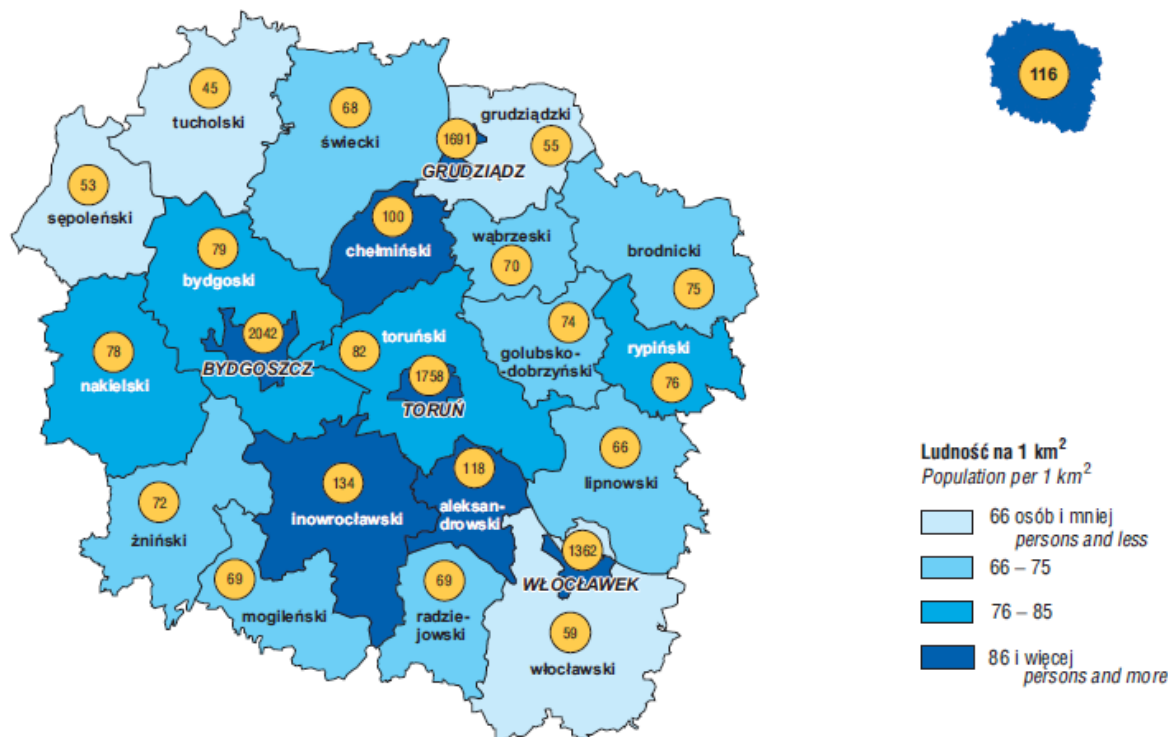 116
45
tucholski
68
świecki
grudziądzki
1691
55
GRUDZIĄDZ
53
sępoleński
100
chełmiński
wąbrzeski
70
brodnicki
75
79
bydgoski
2042
BYDGOSZCZ
78
nakielski
82
toruński
1758
TORUŃ
74
golubsko-
-dobrzyński
rypiński
76
66
lipnowski
134
inowrocławski
118
aleksan-
drowski
72
żniński
69
mogileński
69
radzie-
jowski
1362
WŁOCŁAWEK
59
włocławski
Ludność na 1 km²
Population per 1 km²
66 osób i mniej
persons and less
66 – 75
76 – 85
86 i więcej
persons and more